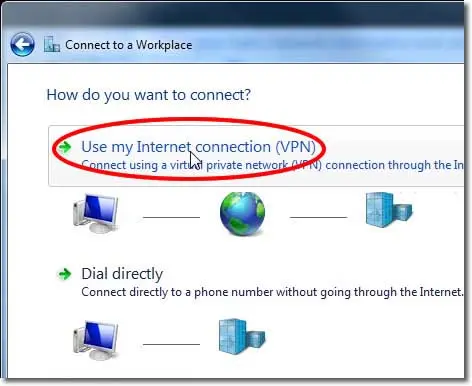 Connect to a Workplace
How do you want to connect?
Use my Internet connection (VPN)
Connect using a virtual private network (VPN) connection through the In
Dial directly
Connect directly to a phone number without going through the Internet.